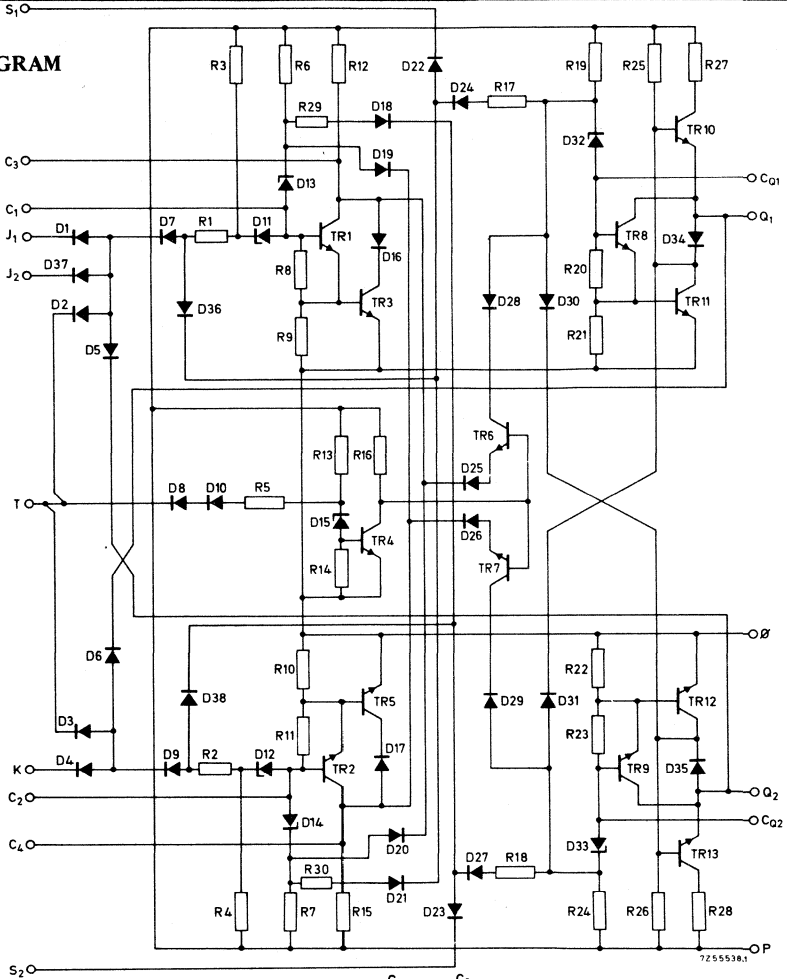 S1
GRAM
R3
R6
R12
D22
R19
R25
R27
D24
R17
R29
D18
TR10
D32
C3
D19
CQ1
D13
C1
Q1
J1
D1
D7
R1
D11
TR1
TR8
D34
D16
J2
D37
R8
R20
D2
D36
TR3
D28
D30
TR11
R9
R21
D5
TR6
R13
R16
D25
D8
D10
R5
T
D15
D26
TR4
R14
TR7
Ø
D6
R10
R22
D38
TR5
D29
D31
TR12
D3
R11
R23
D17
K
D4
D9
R2
D12
TR2
TR9
D35
Q2
C2
D14
CQ2
C4
D20
D33
TR13
D27
R18
R30
D21
R4
R7
R15
D23
R24
R26
R28
P
7Z55538.1
S2